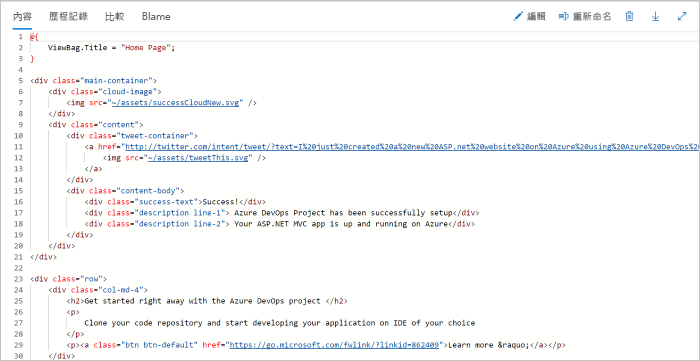 內容 歷程記錄 比較 Blame 編輯 重新命名
1 @{
2 ViewBag.Title = "Home Page";
3 }
4
5 <div class="main-container">
6 <div class="cloud-image">
7 <img src="~/assets/successCloudNew.svg" />
8 </div>
9 <div class="content">
10 <div class="tweet-container">
11 <a href="http://twitter.com/intent/tweet/?text=I%20just%20created%20a%20new%20ASP.net%20website%20on%20Azure%20using%20Azure%20DevOps%20
12 <img src="~/assets/tweetThis.svg" />
13 </a>
14 </div>
15 <div class="content-body">
16 <div class="success-text">Success!</div>
17 <div class="description line-1"> Azure DevOps Project has been successfully setup</div>
18 <div class="description line-2"> Your ASP.NET MVC app is up and running on Azure</div>
19 </div>
20 </div>
21 </div>
22
23 <div class="row">
24 <div class="col-md-4">
25 <h2>Get started right away with the Azure DevOps project </h2>
26 <p>
27 Clone your code repository and start developing your application on IDE of your choice
28 </p>
29 <p><a class="btn btn-default" href="https://go.microsoft.com/fwlink/?linkid=862409">Learn more &raquo;</a></p>
30 </div>